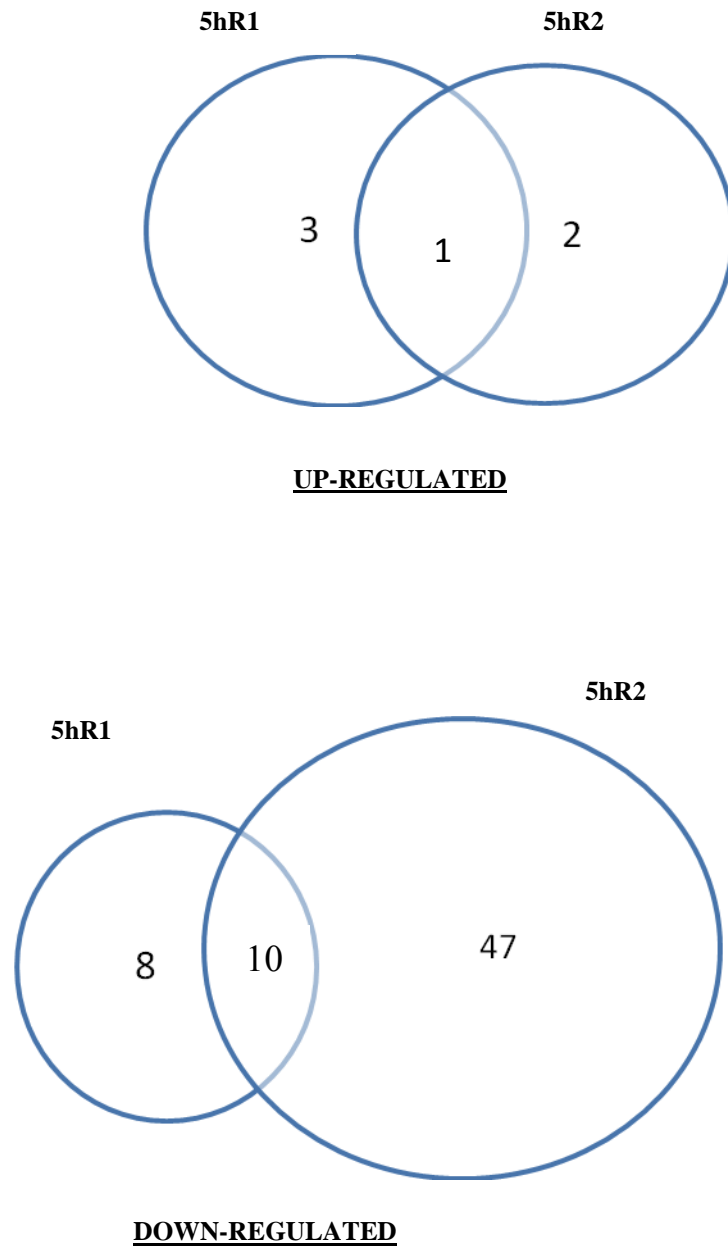 5hR1 5hR2
3 1 2
UP-REGULATED
5hR2
5hR1
8 10 47
DOWN-REGULATED